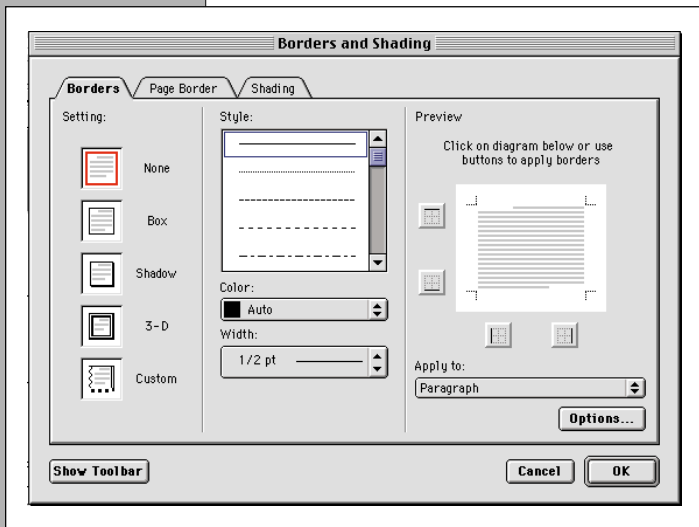 Borders and Shading
Borders
Page Border
Shading
Setting:
None
Box
Shadow
3-D
Custom
Style:
Color:
Auto
Width:
1/2 pt
Preview
Click on diagram below or use
buttons to apply borders
Apply to:
Paragraph
Options...
Show Toolbar
Cancel
OK